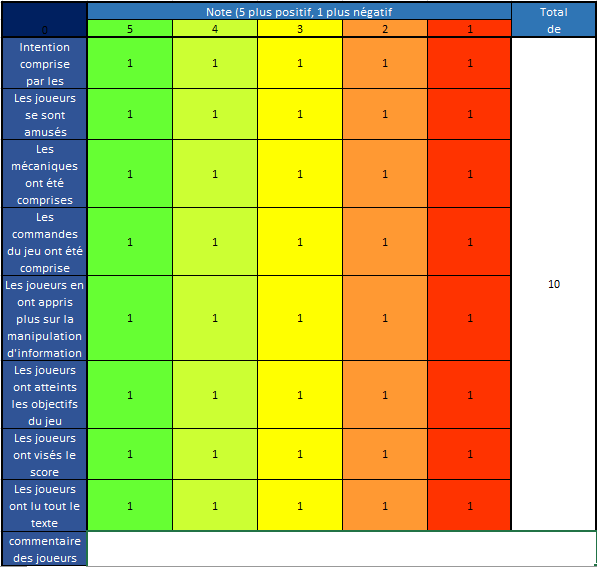 Note (5 plus positif, 1 plus négatif
Total
de
0
5 4 3 2 1
Intention
comprise
par les
1 1 1 1 1
Les joueurs
se sont
amusés
1 1 1 1 1
Les
mécaniques
ont été
comprises
1 1 1 1 1
Les
commandes
du jeu ont été
comprise
1 1 1 1 1
Les joueurs en
ont appris
plus sur la
manipulation
d'information
1 1 1 1 1
10
Les joueurs
ont atteints
les objectifs
du jeu
1 1 1 1 1
Les joueurs
ont visés le
score
1 1 1 1 1
Les joueurs
ont lu tout le
texte
1 1 1 1 1
commentaire
des joueurs